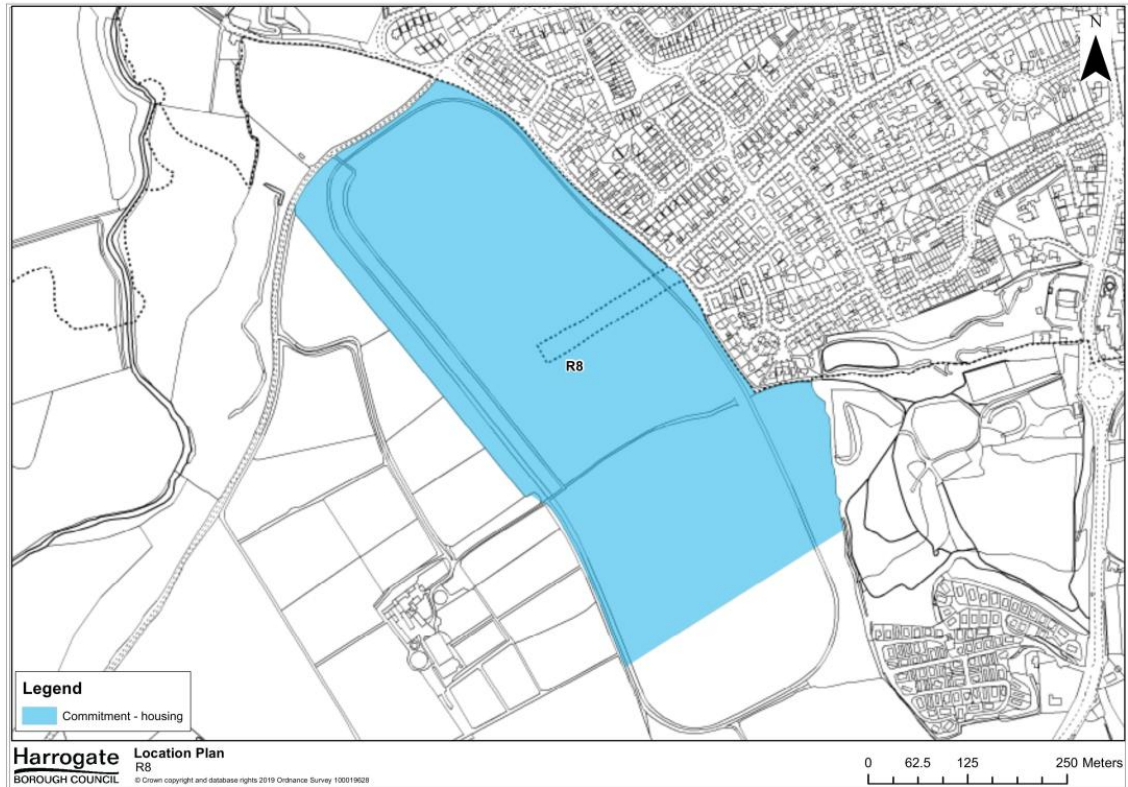 N
R8
Legend
Commitment - housing
Harrogate
BOROUGH COUNCIL
Location Plan
R8
© Crown copyright and database rights 2019 Ordnance Survey 100019628
0 62.5 125 250 Meters